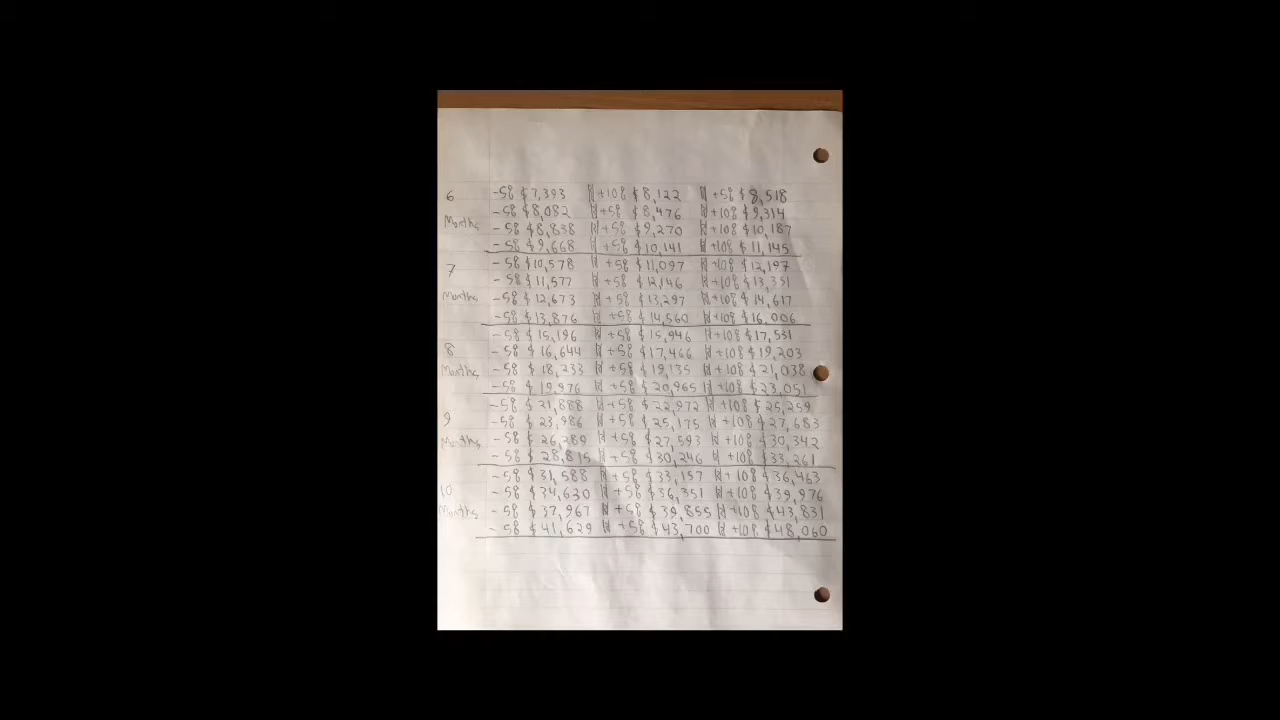 6 Months
-5% $7,393 || +10% $8,122 || +5% $8,518
-5% $8,082 || +5% $8,476 || +10% $9,314
-5% $8,838 || +5% $9,270 || +10% $10,187
-5% $9,668 || +5% $10,141 || +10% $11,145
7 Months
-5% $10,578 || +5% $11,097 || +10% $12,197
-5% $11,577 || +5% $12,146 || +10% $13,351
-5% $12,673 || +5% $13,297 || +10% $14,617
-5% $13,876 || +5% $14,560 || +10% $16,006
8 Months
-5% $15,196 || +5% $15,946 || +10% $17,531
-5% $16,644 || +5% $17,466 || +10% $19,203
-5% $18,233 || +5% $19,135 || +10% $21,038
-5% $19,976 || +5% $20,965 || +10% $23,051
9 Months
-5% $21,888 || +5% $22,972 || +10% $25,259
-5% $23,986 || +5% $25,175 || +10% $27,683
-5% $26,289 || +5% $27,593 || +10% $30,342
-5% $28,815 || +5% $30,246 || +10% $33,261
10 Months
-5% $31,588 || +5% $33,157 || +10% $36,463
-5% $34,630 || +5% $36,351 || +10% $39,976
-5% $37,967 || +5% $39,855 || +10% $43,831
-5% $41,629 || +5% $43,700 || +10% $48,060